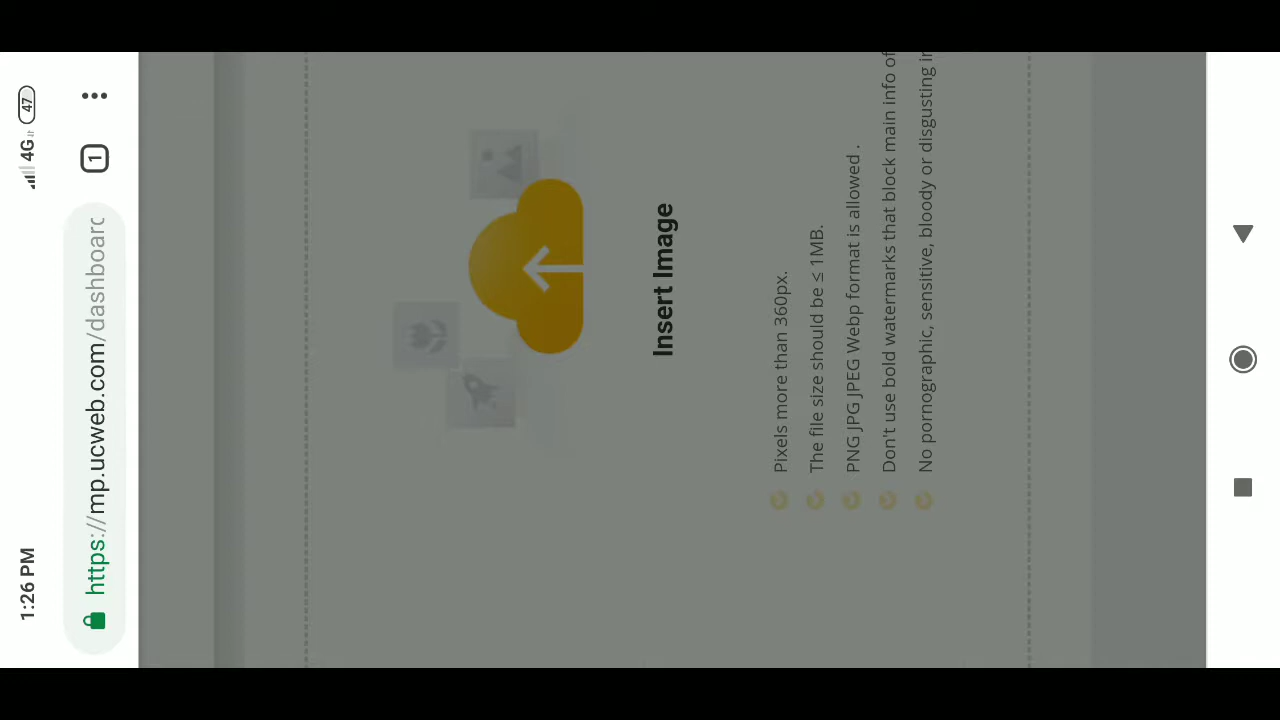 1:26 PM
4G 47
https://mp.ucweb.com/dashboard
1
Insert Image
Pixels more than 360px.
The file size should be ≤ 1MB.
PNG JPG JPEG Webp format is allowed .
Don't use bold watermarks that block main info of
No pornographic, sensitive, bloody or disgusting